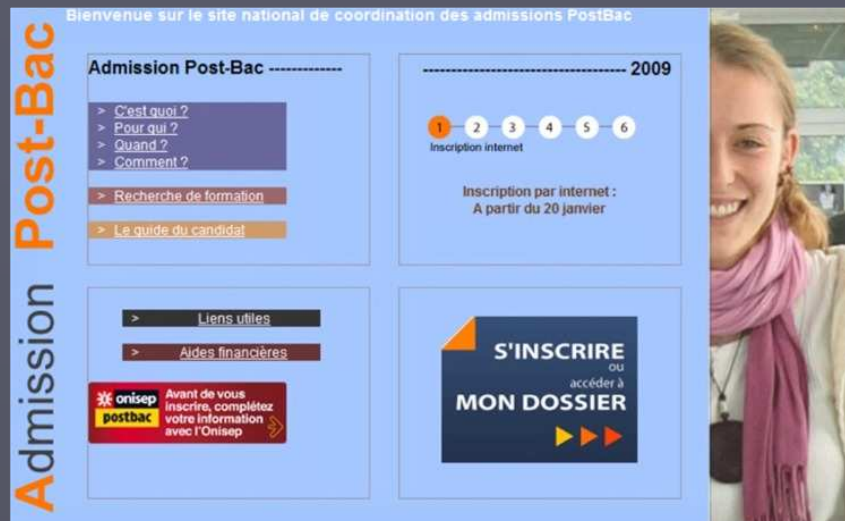 Bienvenue sur le site national de coordination des admissions PostBac
Admission Post-Bac
Admission Post-Bac -------------
> C'est quoi ?
> Pour qui ?
> Quand ?
> Comment ?
> Recherche de formation
> Le guide du candidat
------------------------------------ 2009
1 2 3 4 5 6
Inscription internet
Inscription par internet :
A partir du 20 janvier
> Liens utiles
> Aides financières
onisep
postbac
Avant de vous
inscrire, complétez
votre information
avec l'Onisep
S'INSCRIRE
ou
accéder à
MON DOSSIER